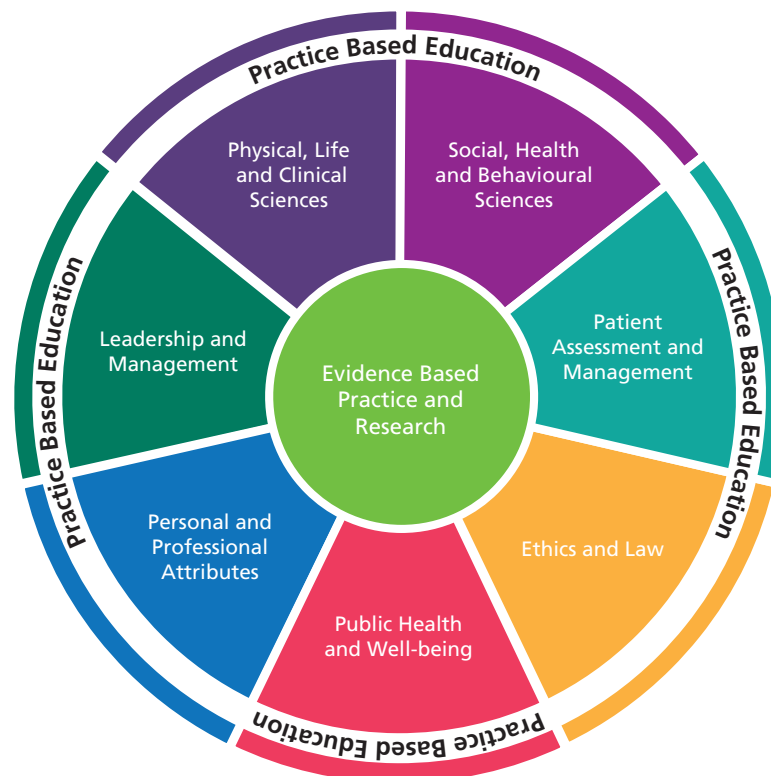 Practice Based Education
Physical, Life
and Clinical
Sciences
Social, Health
and Behavioural
Sciences
Practice Based Education
Leadership and
Management
Evidence Based
Practice and
Research
Patient
Assessment and
Management
Practice Based Education
Personal and
Professional
Attributes
Ethics and Law
Public Health
and Well-being
Practice Based Education